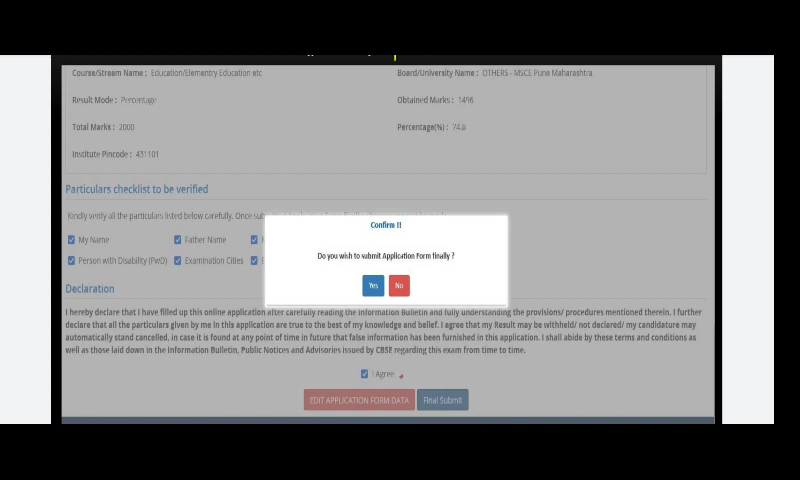 Course/Stream Name : Education/Elementry Education etc
Board/University Name : OTHERS - MSCE Pune Maharashtra
Result Mode : Percentage
Obtained Marks : 1496
Total Marks : 2000
Percentage(%) : 74.8
Institute Pincode : 431101
Particulars checklist to be verified
Kindly verify all the particulars listed below carefully. Once
Confirm !!
My Name
Father Name
Do you wish to submit Application Form finally ?
Person with Disability (PwD)
Examination Cities
Yes
No
Declaration
I hereby declare that I have filled up this online application after carefully reading the Information Bulletin and fully understanding the provisions/ procedures mentioned therein. I further
declare that all the particulars given by me in this application are true to the best of my knowledge and belief. I agree that my Result may be withheld/ not declared/ my candidature may
automatically stand cancelled, in case it is found at any point of time in future that false information has been furnished in this application. I shall abide by these terms and conditions as
well as those laid down in the Information Bulletin, Public Notices and Advisories issued by CBSE regarding this exam from time to time.
I Agree
EDIT APPLICATION FORM DATA
Final Submit